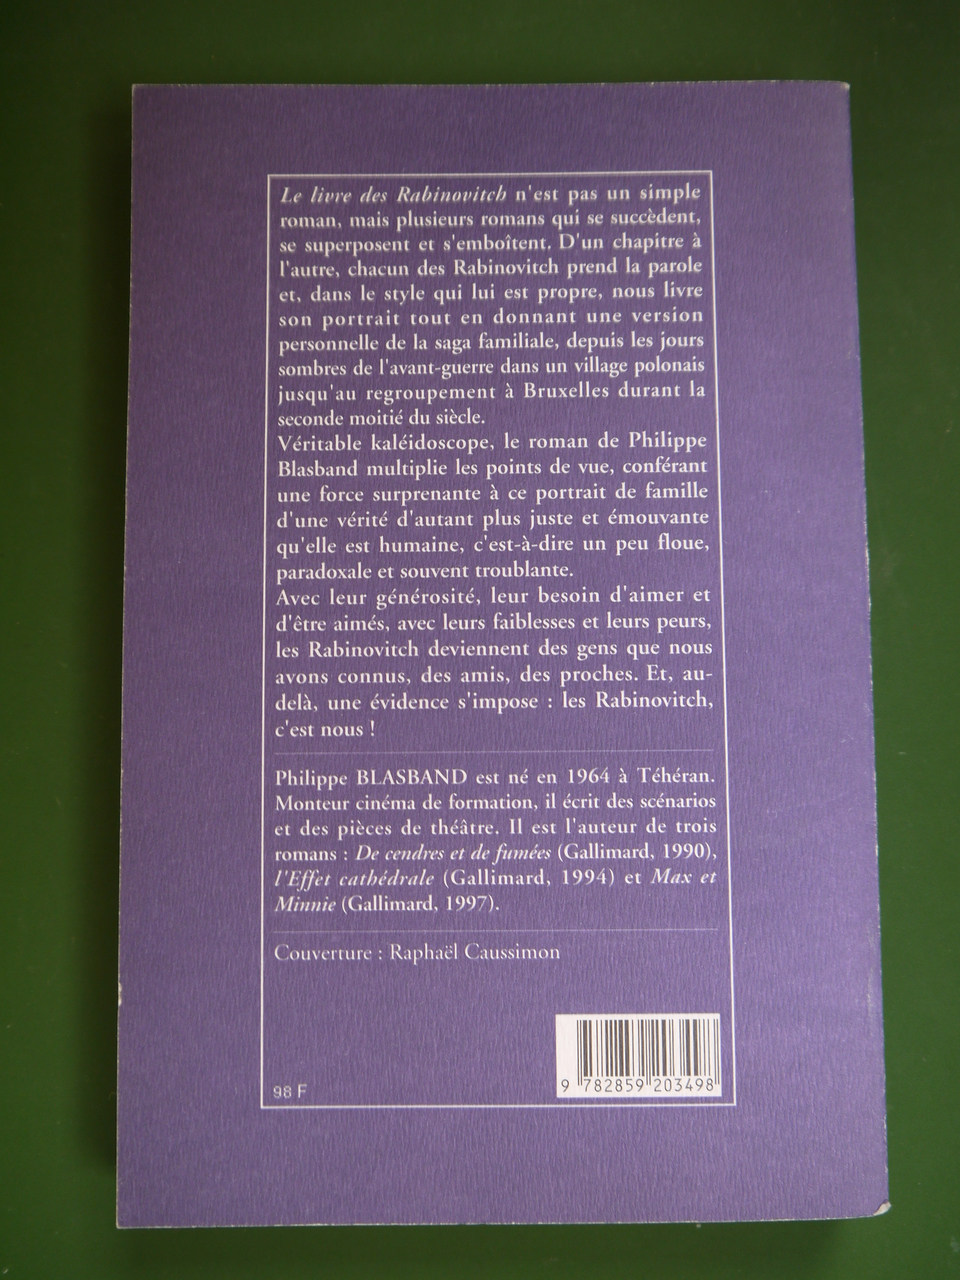 Le livre des Rabinovitch n'est pas un simple
roman, mais plusieurs romans qui se succèdent,
se superposent et s'emboîtent. D'un chapitre à
l'autre, chacun des Rabinovitch prend la parole
et, dans le style qui lui est propre, nous livre
son portrait tout en donnant une version
personnelle de la saga familiale, depuis les jours
sombres de l'avant-guerre dans un village polonais
jusqu'au regroupement à Bruxelles durant la
seconde moitié du siècle.
Véritable kaléidoscope, le roman de Philippe
Blasband multiplie les points de vue, conférant
une force surprenante à ce portrait de famille
d'une vérité d'autant plus juste et émouvante
qu'elle est humaine, c'est-à-dire un peu floue,
paradoxale et souvent troublante.
Avec leur générosité, leur besoin d'aimer et
d'être aimés, avec leurs faiblesses et leurs peurs,
les Rabinovitch deviennent des gens que nous
avons connus, des amis, des proches. Et, au-
delà, une évidence s'impose : les Rabinovitch,
c'est nous !
Philippe BLASBAND est né en 1964 à Téhéran.
Monteur cinéma de formation, il écrit des scénarios
et des pièces de théâtre. Il est l'auteur de trois
romans : De cendres et de fumées (Gallimard, 1990),
l'Effet cathédrale (Gallimard, 1994) et Max et
Minnie (Gallimard, 1997).
Couverture : Raphaël Caussimon
9 782859 203498
98 F